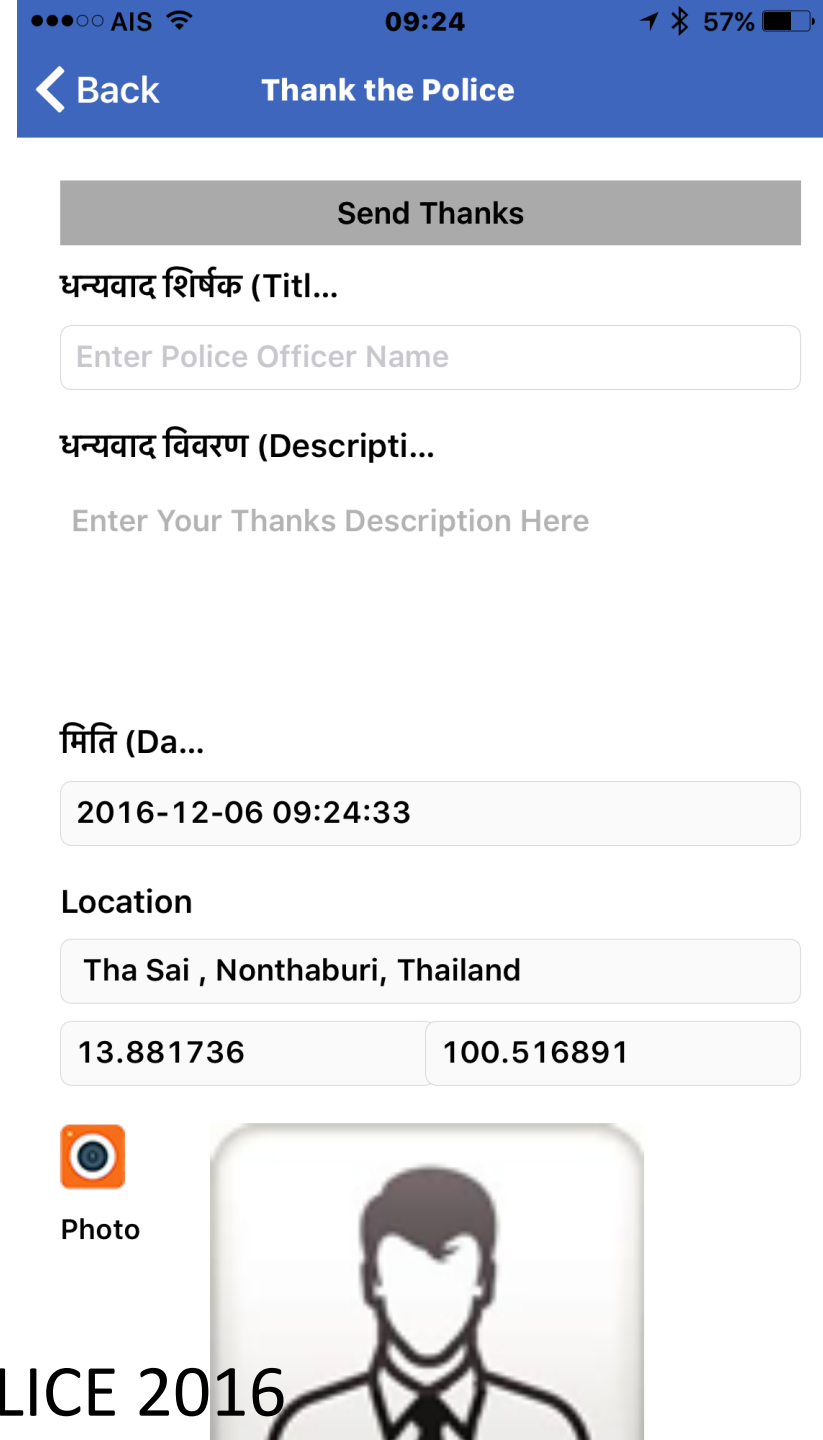 AIS 09:24 57%
Back Thank the Police
Send Thanks
धन्यवाद शिर्षक (Titl...
Enter Police Officer Name
धन्यवाद विवरण (Descripti...
Enter Your Thanks Description Here
मिति (Da...
2016-12-06 09:24:33
Location
Tha Sai , Nonthaburi, Thailand
13.881736 100.516891
Photo
LICE 2016